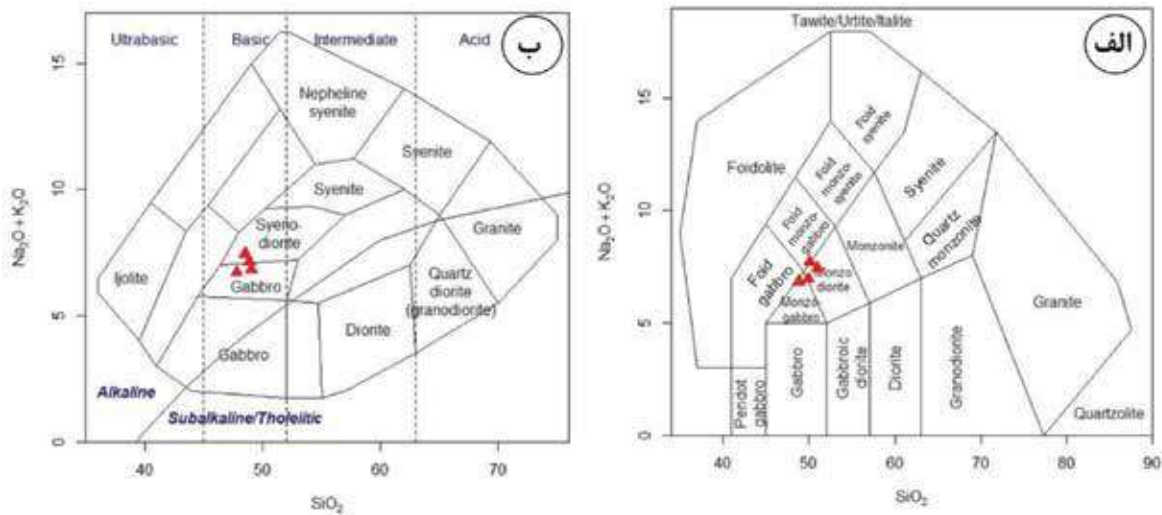 ب
Ultrabasic
Basic
Intermediate
Acid
Nepheline
syenite
Syenite
Syenite
Syeno-
diorite
Ijolite
Gabbro
Gabbro
Diorite
Quartz
diorite
(granodiorite)
Granite
Alkaline
Subalkaline/Tholeiitic
Na2O + K2O
0
5
10
15
40
50
60
70
SiO2
الف
Tawite/Urtite/Italite
Foidolite
Foid
syenite
Foid
monzo-
syenite
Foid
monzo-
gabbro
Foid
gabbro
Syenite
Monzonite
Quartz
monzonite
Monzo
diorite
Monzo
gabbro
Peridot
gabbro
Gabbro
Gabbroic
diorite
Diorite
Granodiorite
Granite
Quartzolite
Na2O + K2O
0
5
10
15
40
50
60
70
80
90
SiO2